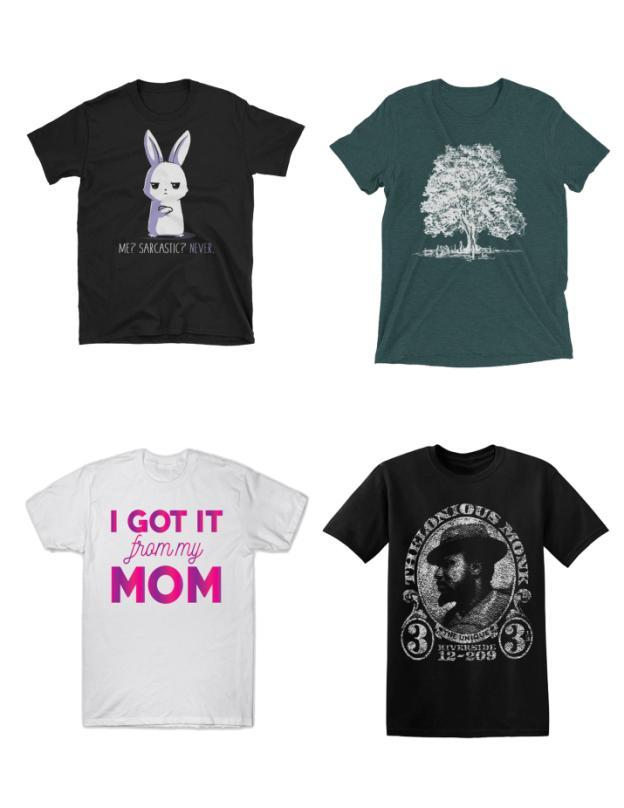 ME? SARCASTIC? NEVER.
I GOT IT
from my
MOM
THELONIOUS MONK
THE UNIQUE
3 3
RIVERSIDE
12-209